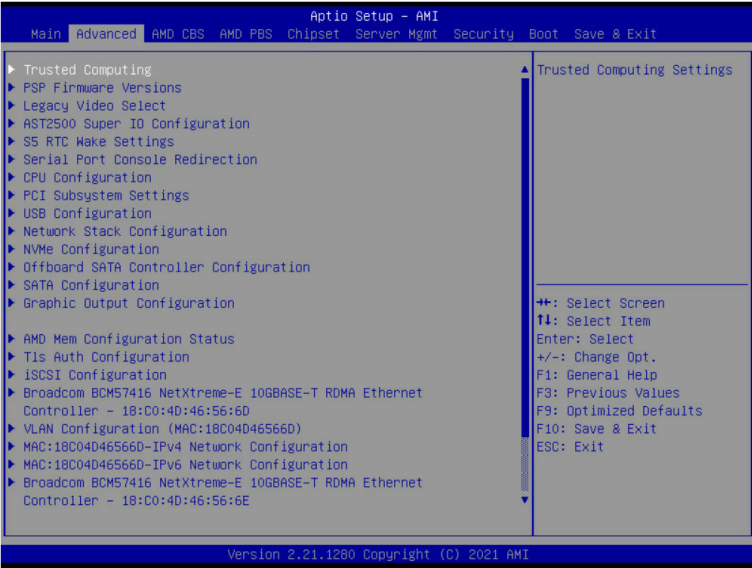 Aptio Setup - AMI
Main Advanced AMD CBS AMD PBS Chipset Server Mgmt Security Boot Save & Exit
Trusted Computing
PSP Firmware Versions
Legacy Video Select
AST2500 Super IO Configuration
S5 RTC Wake Settings
Serial Port Console Redirection
CPU Configuration
PCI Subsystem Settings
USB Configuration
Network Stack Configuration
NVMe Configuration
Offboard SATA Controller Configuration
SATA Configuration
Graphic Output Configuration
AMD Mem Configuration Status
Tls Auth Configuration
iSCSI Configuration
Broadcom BCM57416 NetXtreme-E 10GBASE-T RDMA Ethernet
Controller - 18:C0:4D:46:56:6D
VLAN Configuration (MAC:18C04D46566D)
MAC:18C04D46566D-IPv4 Network Configuration
MAC:18C04D46566D-IPv6 Network Configuration
Broadcom BCM57416 NetXtreme-E 10GBASE-T RDMA Ethernet
Controller - 18:C0:4D:46:56:6E
Trusted Computing Settings
→←: Select Screen
↑↓: Select Item
Enter: Select
+/-: Change Opt.
F1: General Help
F3: Previous Values
F9: Optimized Defaults
F10: Save & Exit
ESC: Exit
Version 2.21.1280 Copyright (C) 2021 AMI